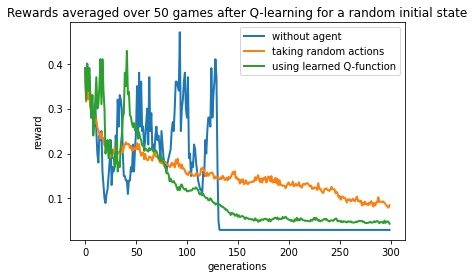 Rewards averaged over 50 games after Q-learning for a random initial state
without agent
taking random actions
using learned Q-function
reward
0.4
0.3
0.2
0.1
0 50 100 150 200 250 300
generations